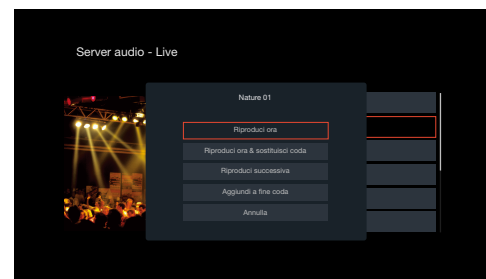 Server audio - Live
Nature 01
Riproduci ora
Riproduci ora & sostituisci coda
Riproduci successiva
Aggiundi a fine coda
Annulla